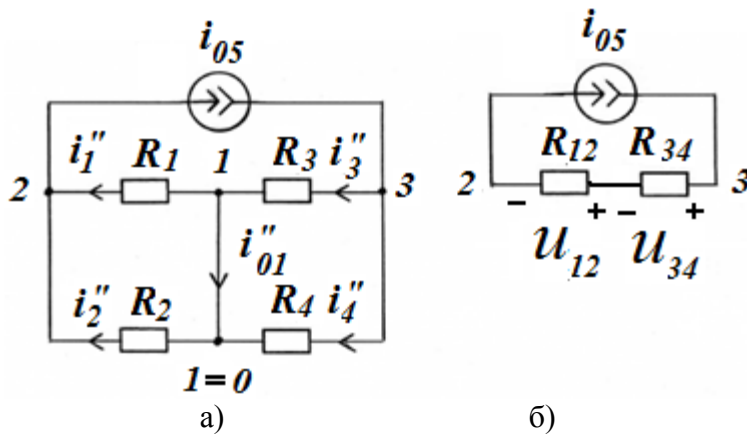 i05 i05
i1'' R1 1 R3 i3'' R12 R34
2 3 2 3
− + − +
i01'' U12 U34
i2'' R2 R4 i4''
1=0
а) б)